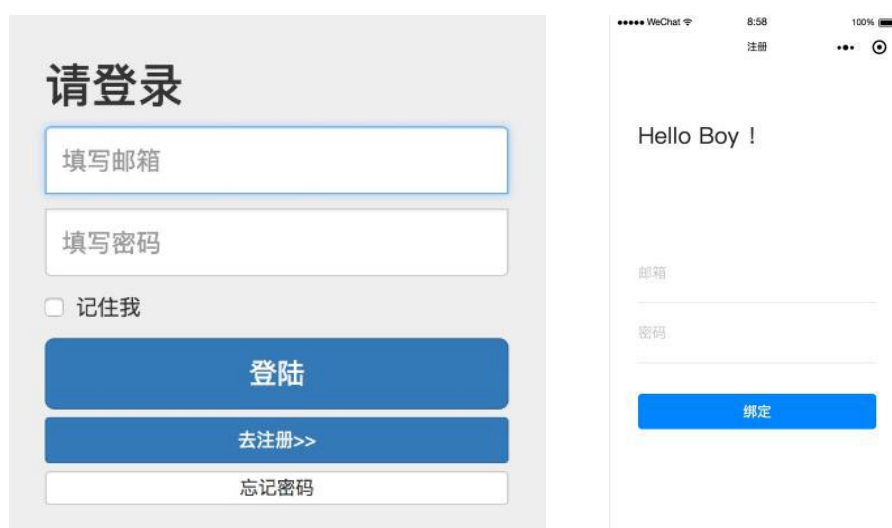 请登录
填写邮箱
填写密码
记住我
登陆
去注册>>
忘记密码
••••• WeChat 8:58 100%
注册
Hello Boy！
邮箱
密码
绑定